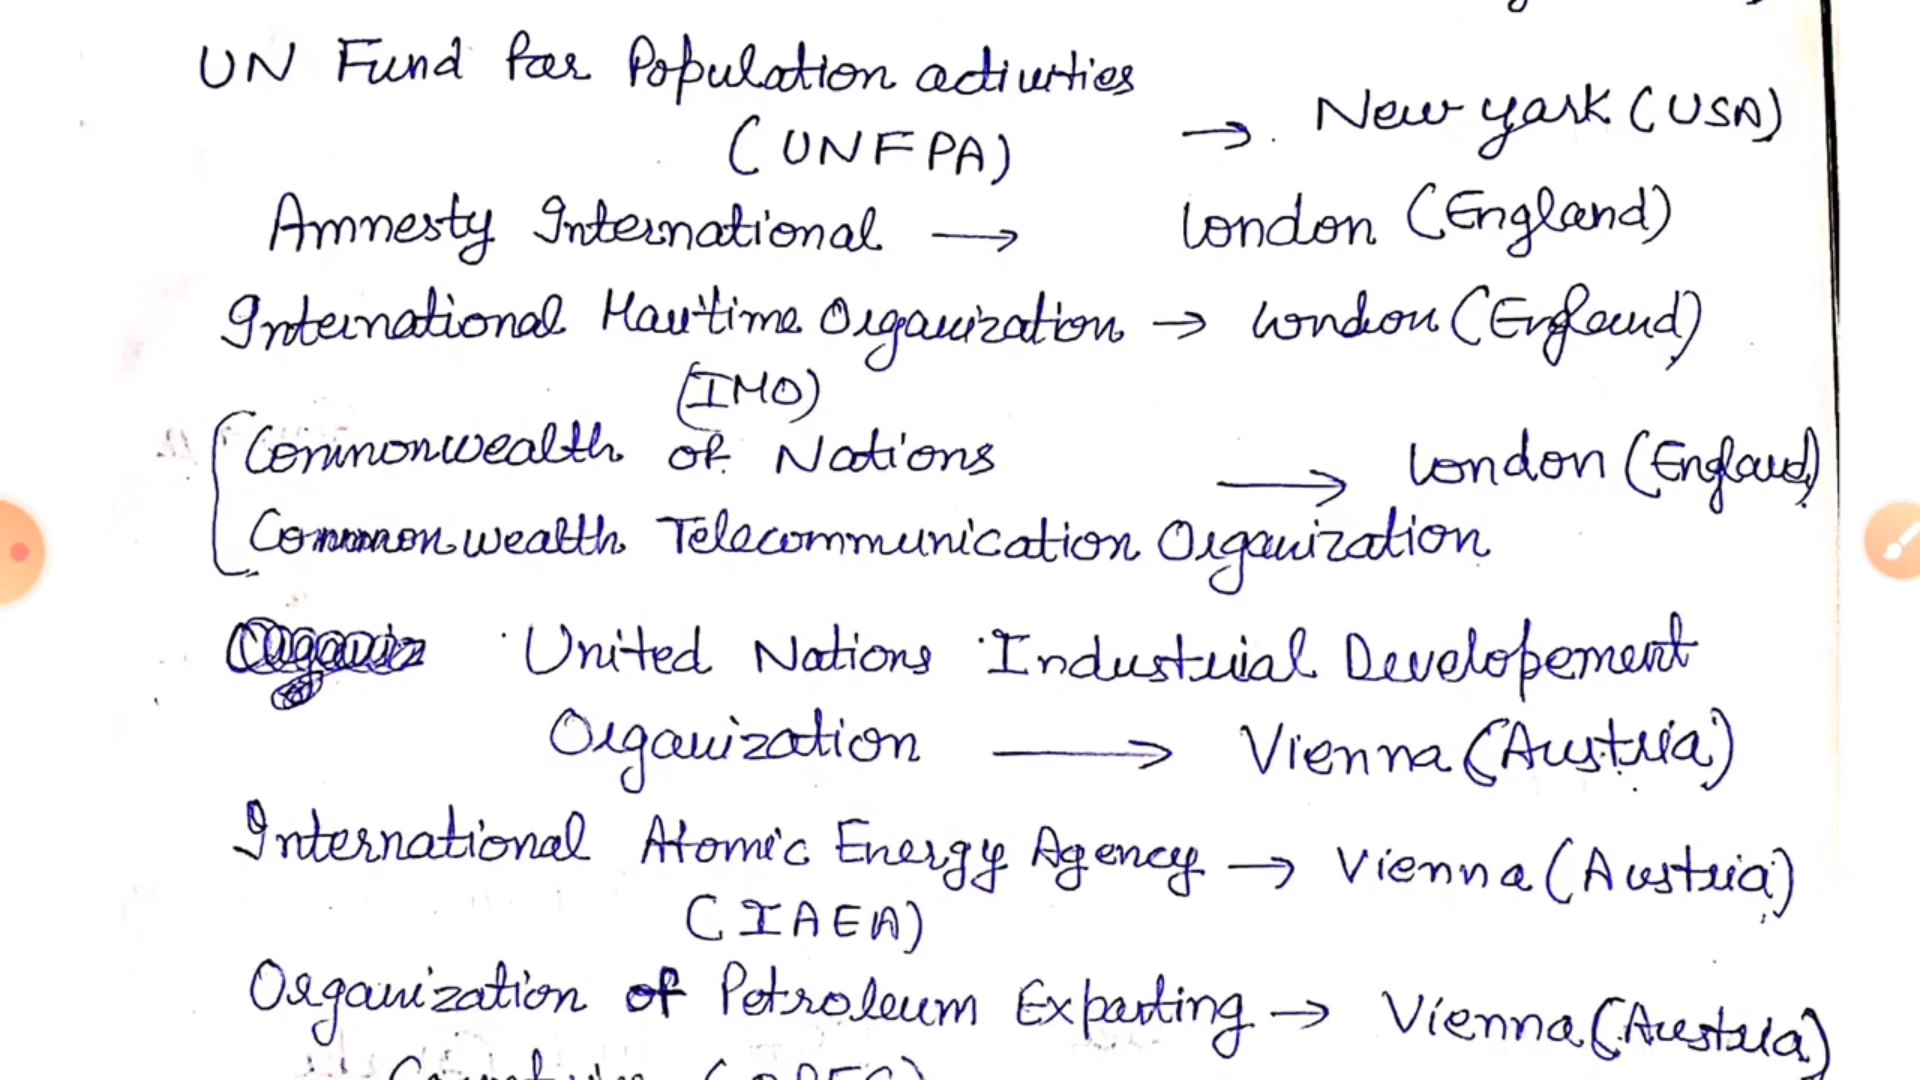 UN Fund for Population activities
(UNFPA) → New york (USA)
Amnesty International → London (England)
International Maritime Organization → London (England)
(IMO)
Commonwealth of Nations → London (England)
Commonwealth Telecommunication Organization
United Nations Industrial Developement
Organization → Vienna (Austria)
International Atomic Energy Agency → Vienna (Austria)
(IAEA)
Organization of Petroleum Exporting → Vienna (Austria)